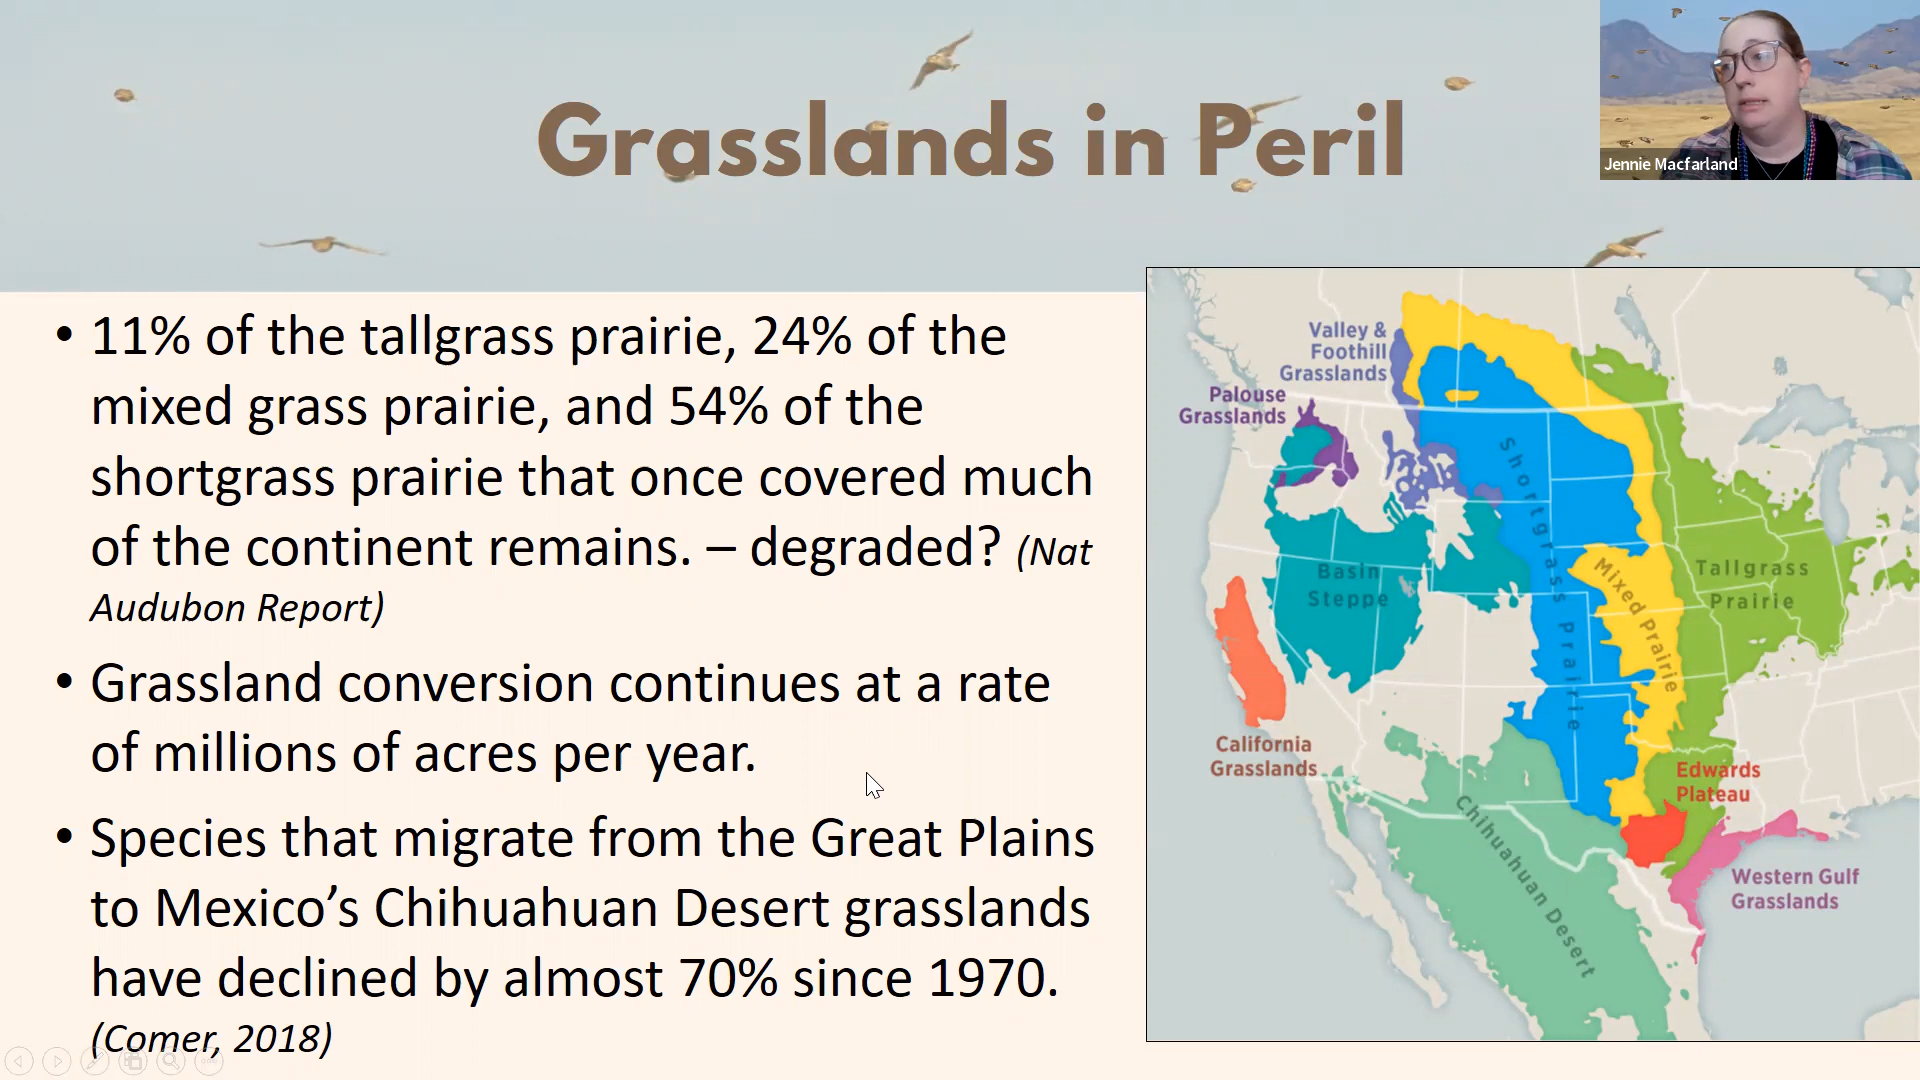 Grasslands in Peril
Jennie Macfarland
• 11% of the tallgrass prairie, 24% of the
mixed grass prairie, and 54% of the
shortgrass prairie that once covered much
of the continent remains. – degraded? (Nat
Audubon Report)
• Grassland conversion continues at a rate
of millions of acres per year.
• Species that migrate from the Great Plains
to Mexico’s Chihuahuan Desert grasslands
have declined by almost 70% since 1970.
(Comer, 2018)
Valley &
Foothill
Grasslands
Palouse
Grasslands
Shortgrass Prairie
Basin
Steppe
Mixed Prairie
Tallgrass
Prairie
California
Grasslands
Edwards
Plateau
Chihuahuan Desert
Western Gulf
Grasslands